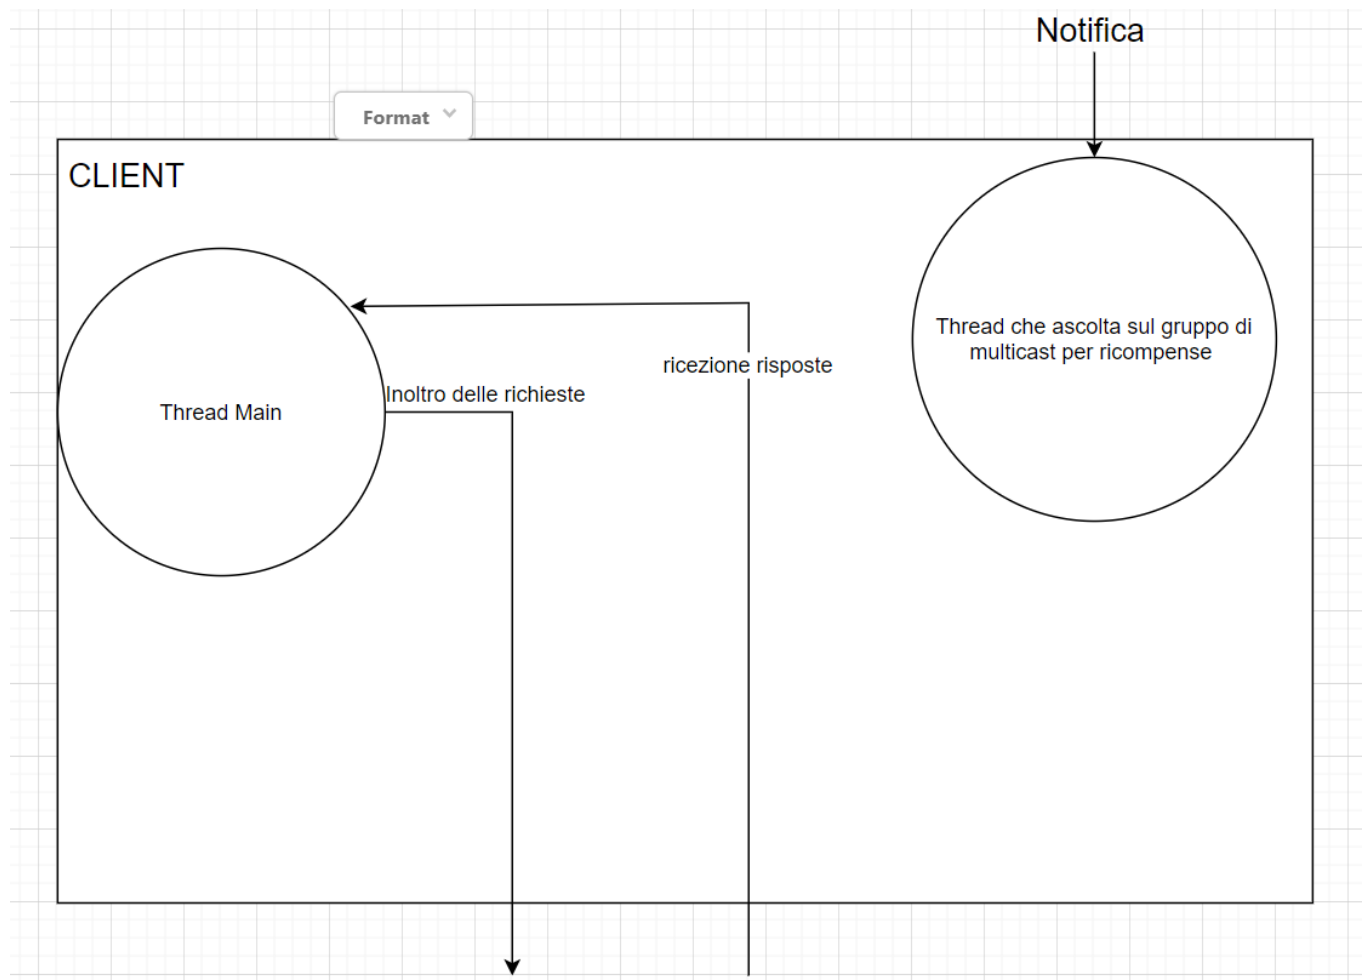 Notifica
Format
CLIENT
Thread che ascolta sul gruppo di
multicast per ricompense
ricezione risposte
Inoltro delle richieste
Thread Main